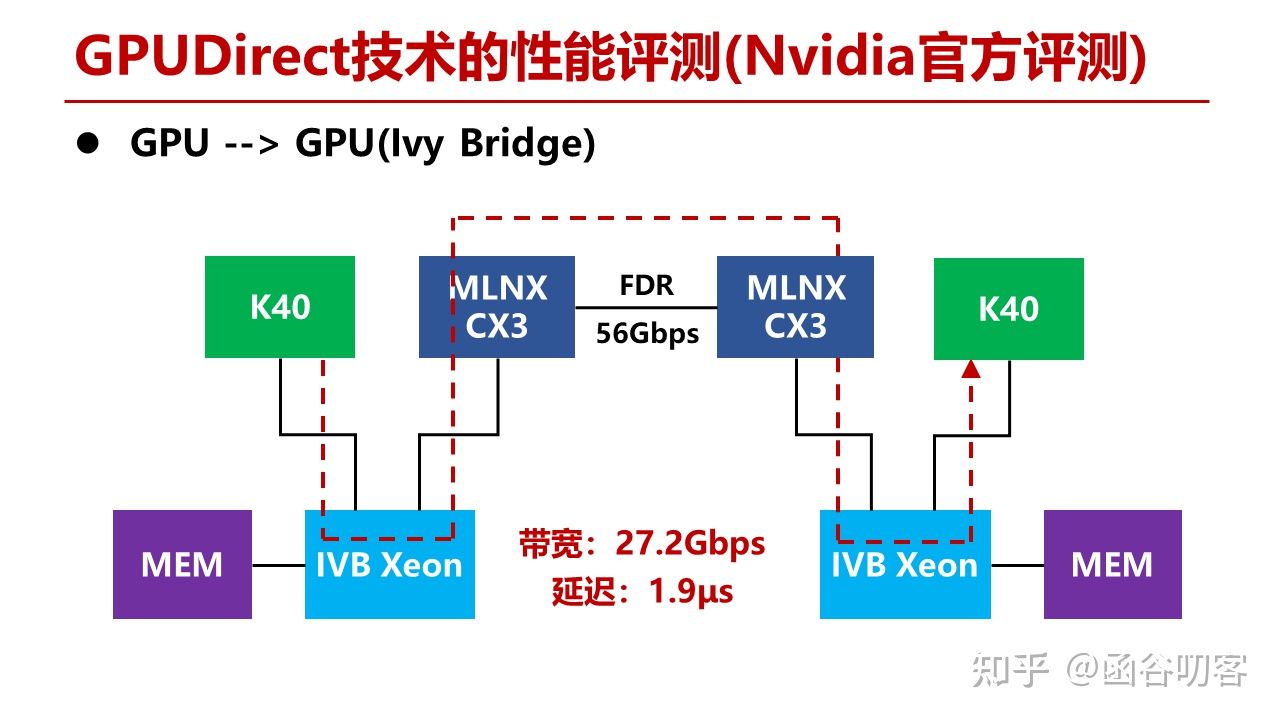 GPUDirect技术的性能评测(Nvidia官方评测)
● GPU --> GPU(Ivy Bridge)
K40
MLNX
CX3
FDR
56Gbps
MLNX
CX3
K40
MEM
IVB Xeon
带宽：27.2Gbps
延迟：1.9μs
IVB Xeon
MEM
知乎 @函谷叨客